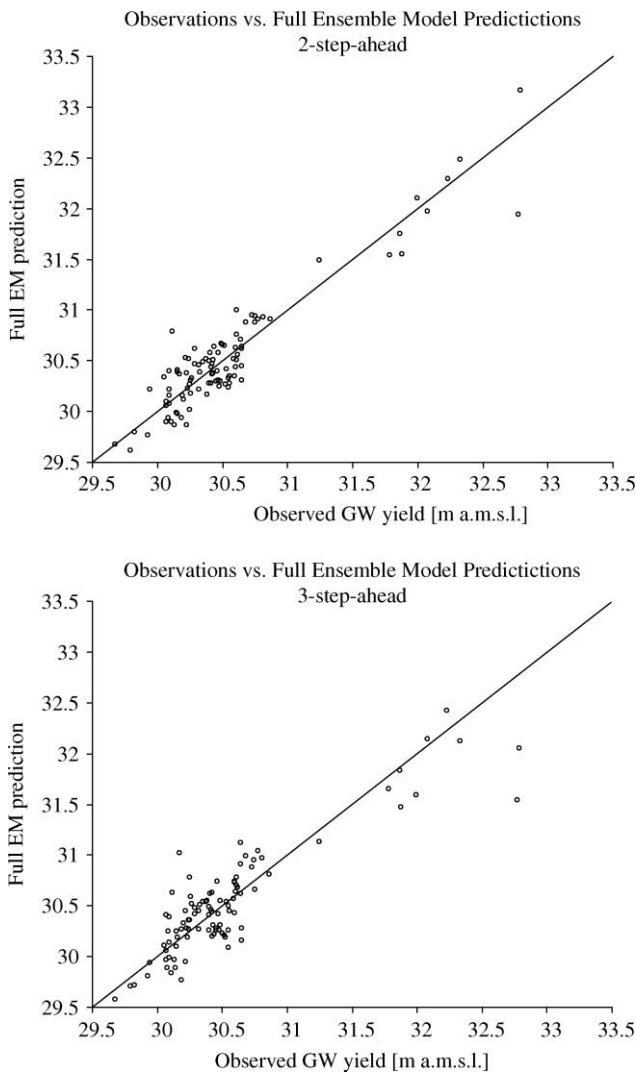 Observations vs. Full Ensemble Model Predictictions
2-step-ahead
33.5
33
32.5
32
31.5
31
30.5
30
29.5
Full EM prediction
29.5 30 30.5 31 31.5 32 32.5 33 33.5
Observed GW yield [m a.m.s.l.]
Observations vs. Full Ensemble Model Predictictions
3-step-ahead
33.5
33
32.5
32
31.5
31
30.5
30
29.5
Full EM prediction
29.5 30 30.5 31 31.5 32 32.5 33 33.5
Observed GW yield [m a.m.s.l.]